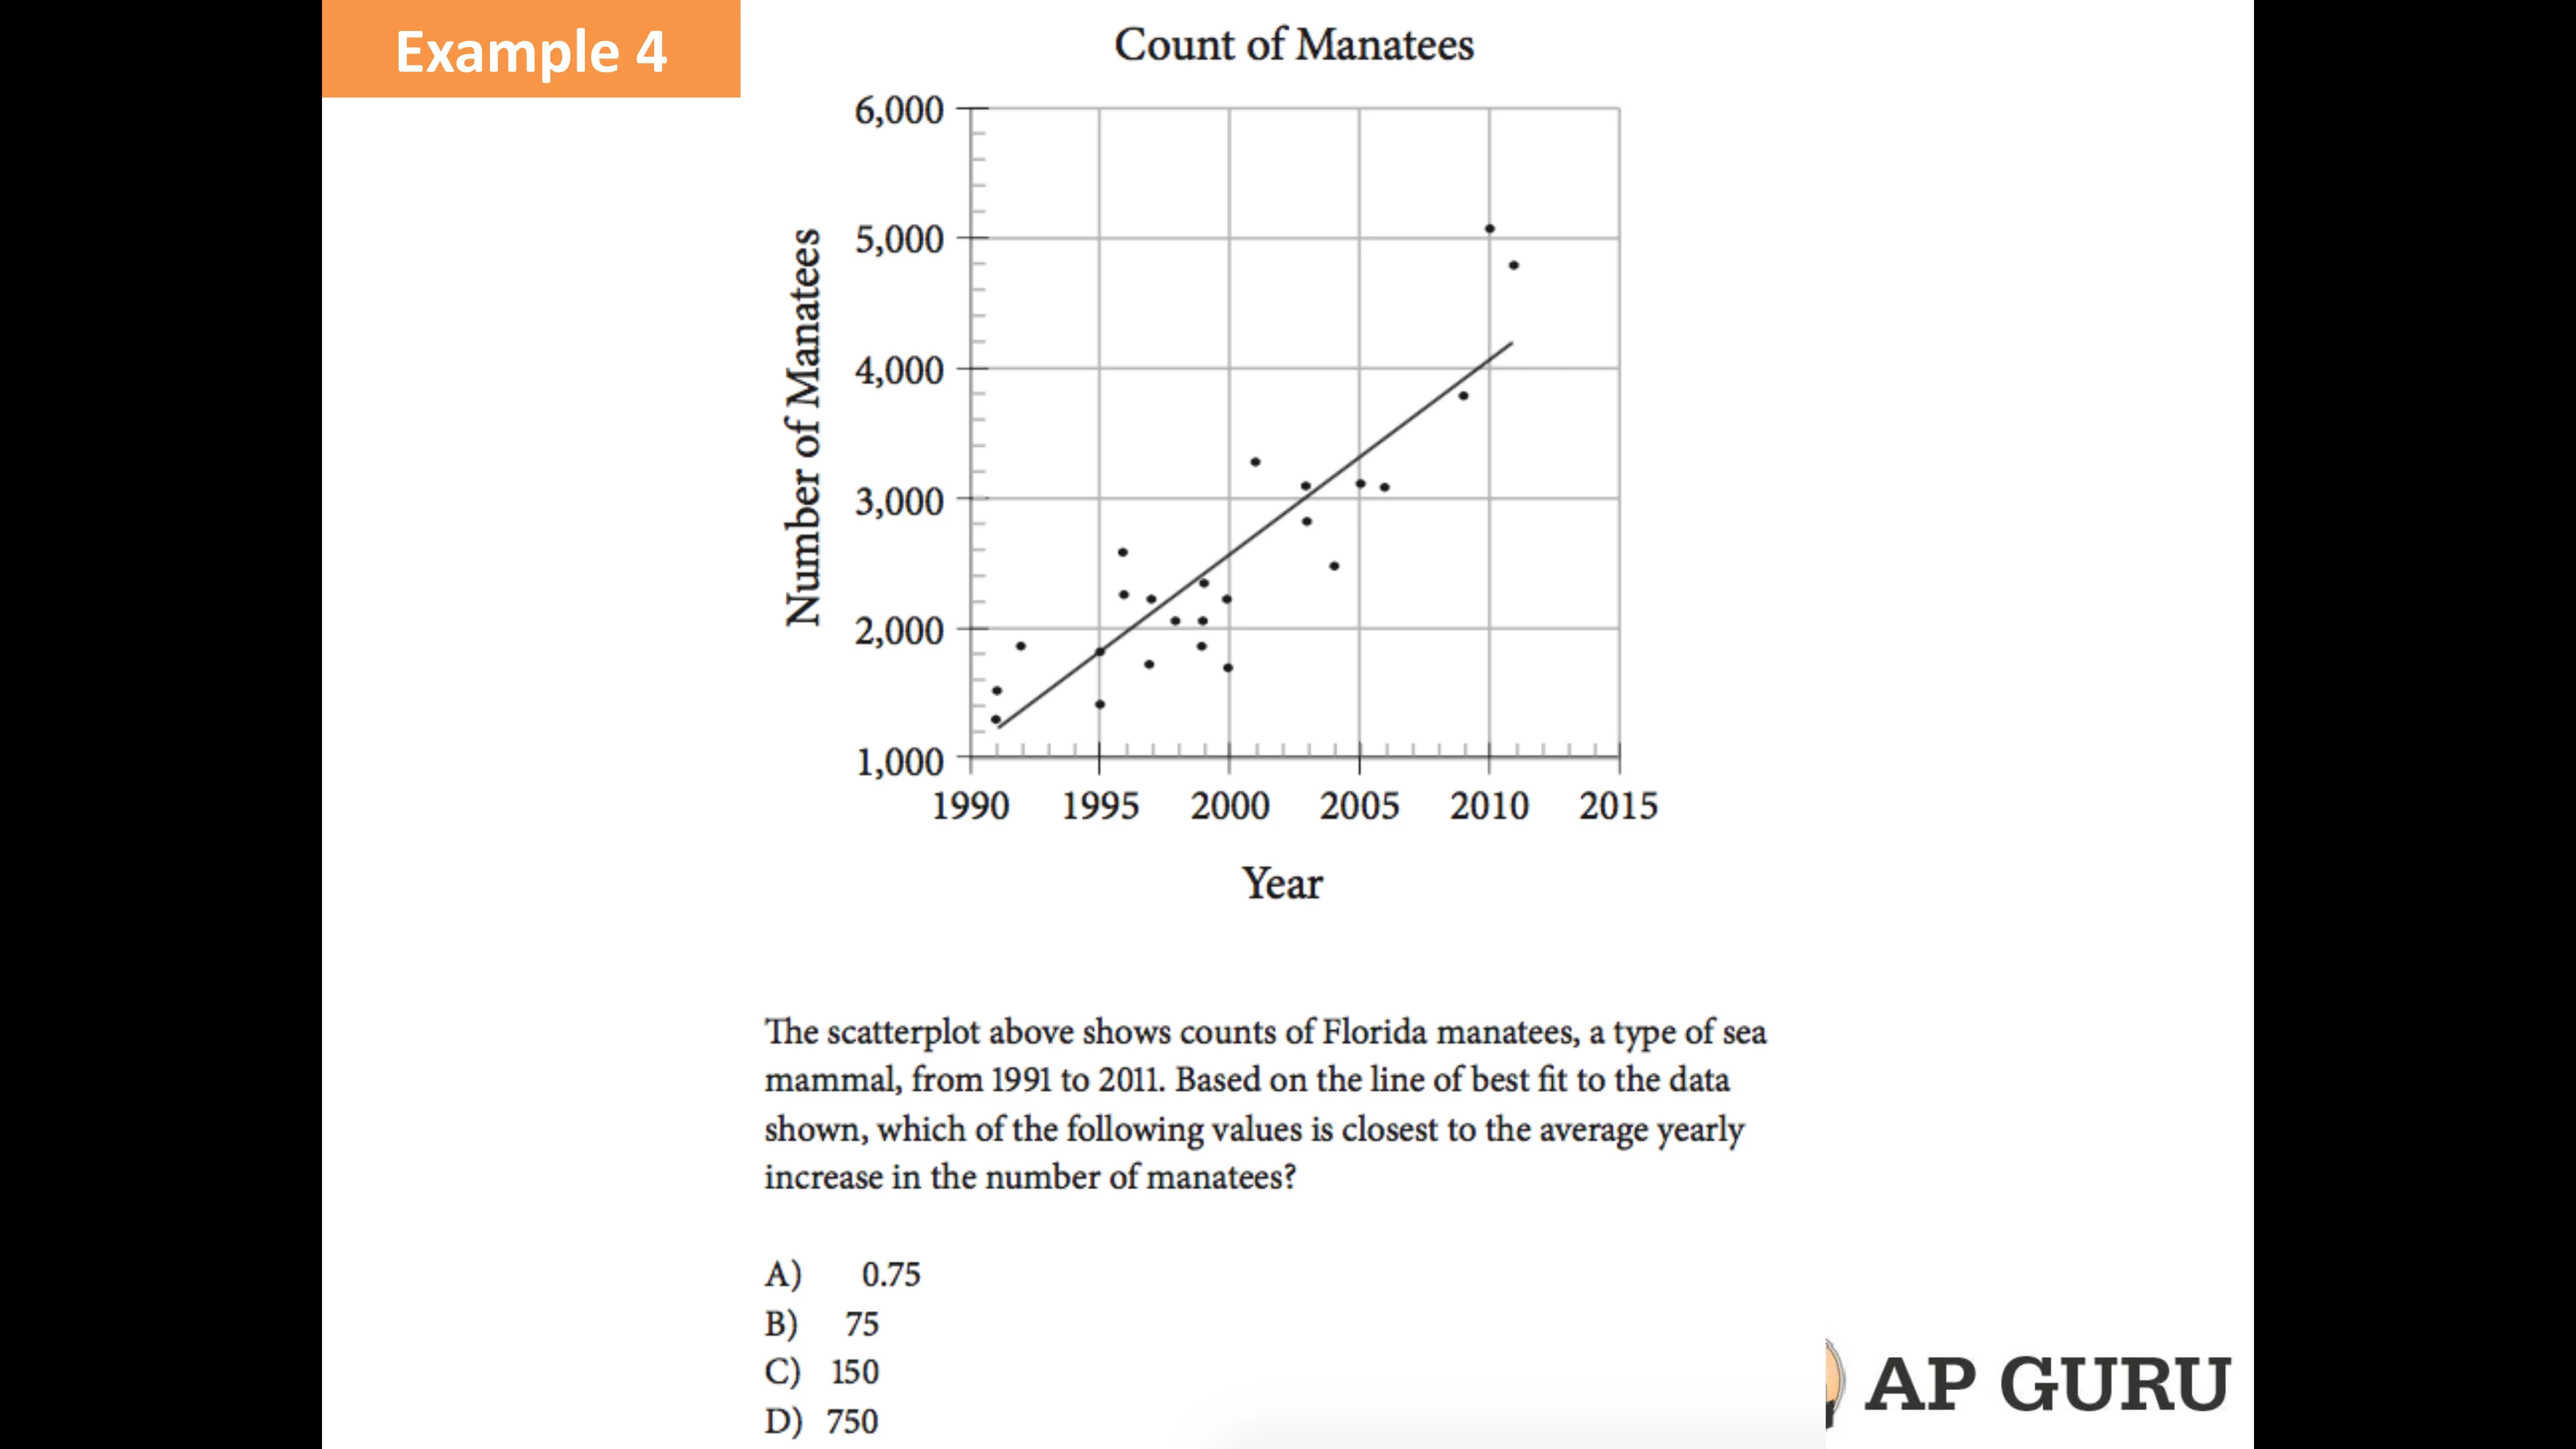 Example 4
Count of Manatees
6,000
5,000
4,000
3,000
2,000
1,000
Number of Manatees
1990 1995 2000 2005 2010 2015
Year
The scatterplot above shows counts of Florida manatees, a type of sea
mammal, from 1991 to 2011. Based on the line of best fit to the data
shown, which of the following values is closest to the average yearly
increase in the number of manatees?
A) 0.75
B) 75
C) 150
D) 750
AP GURU